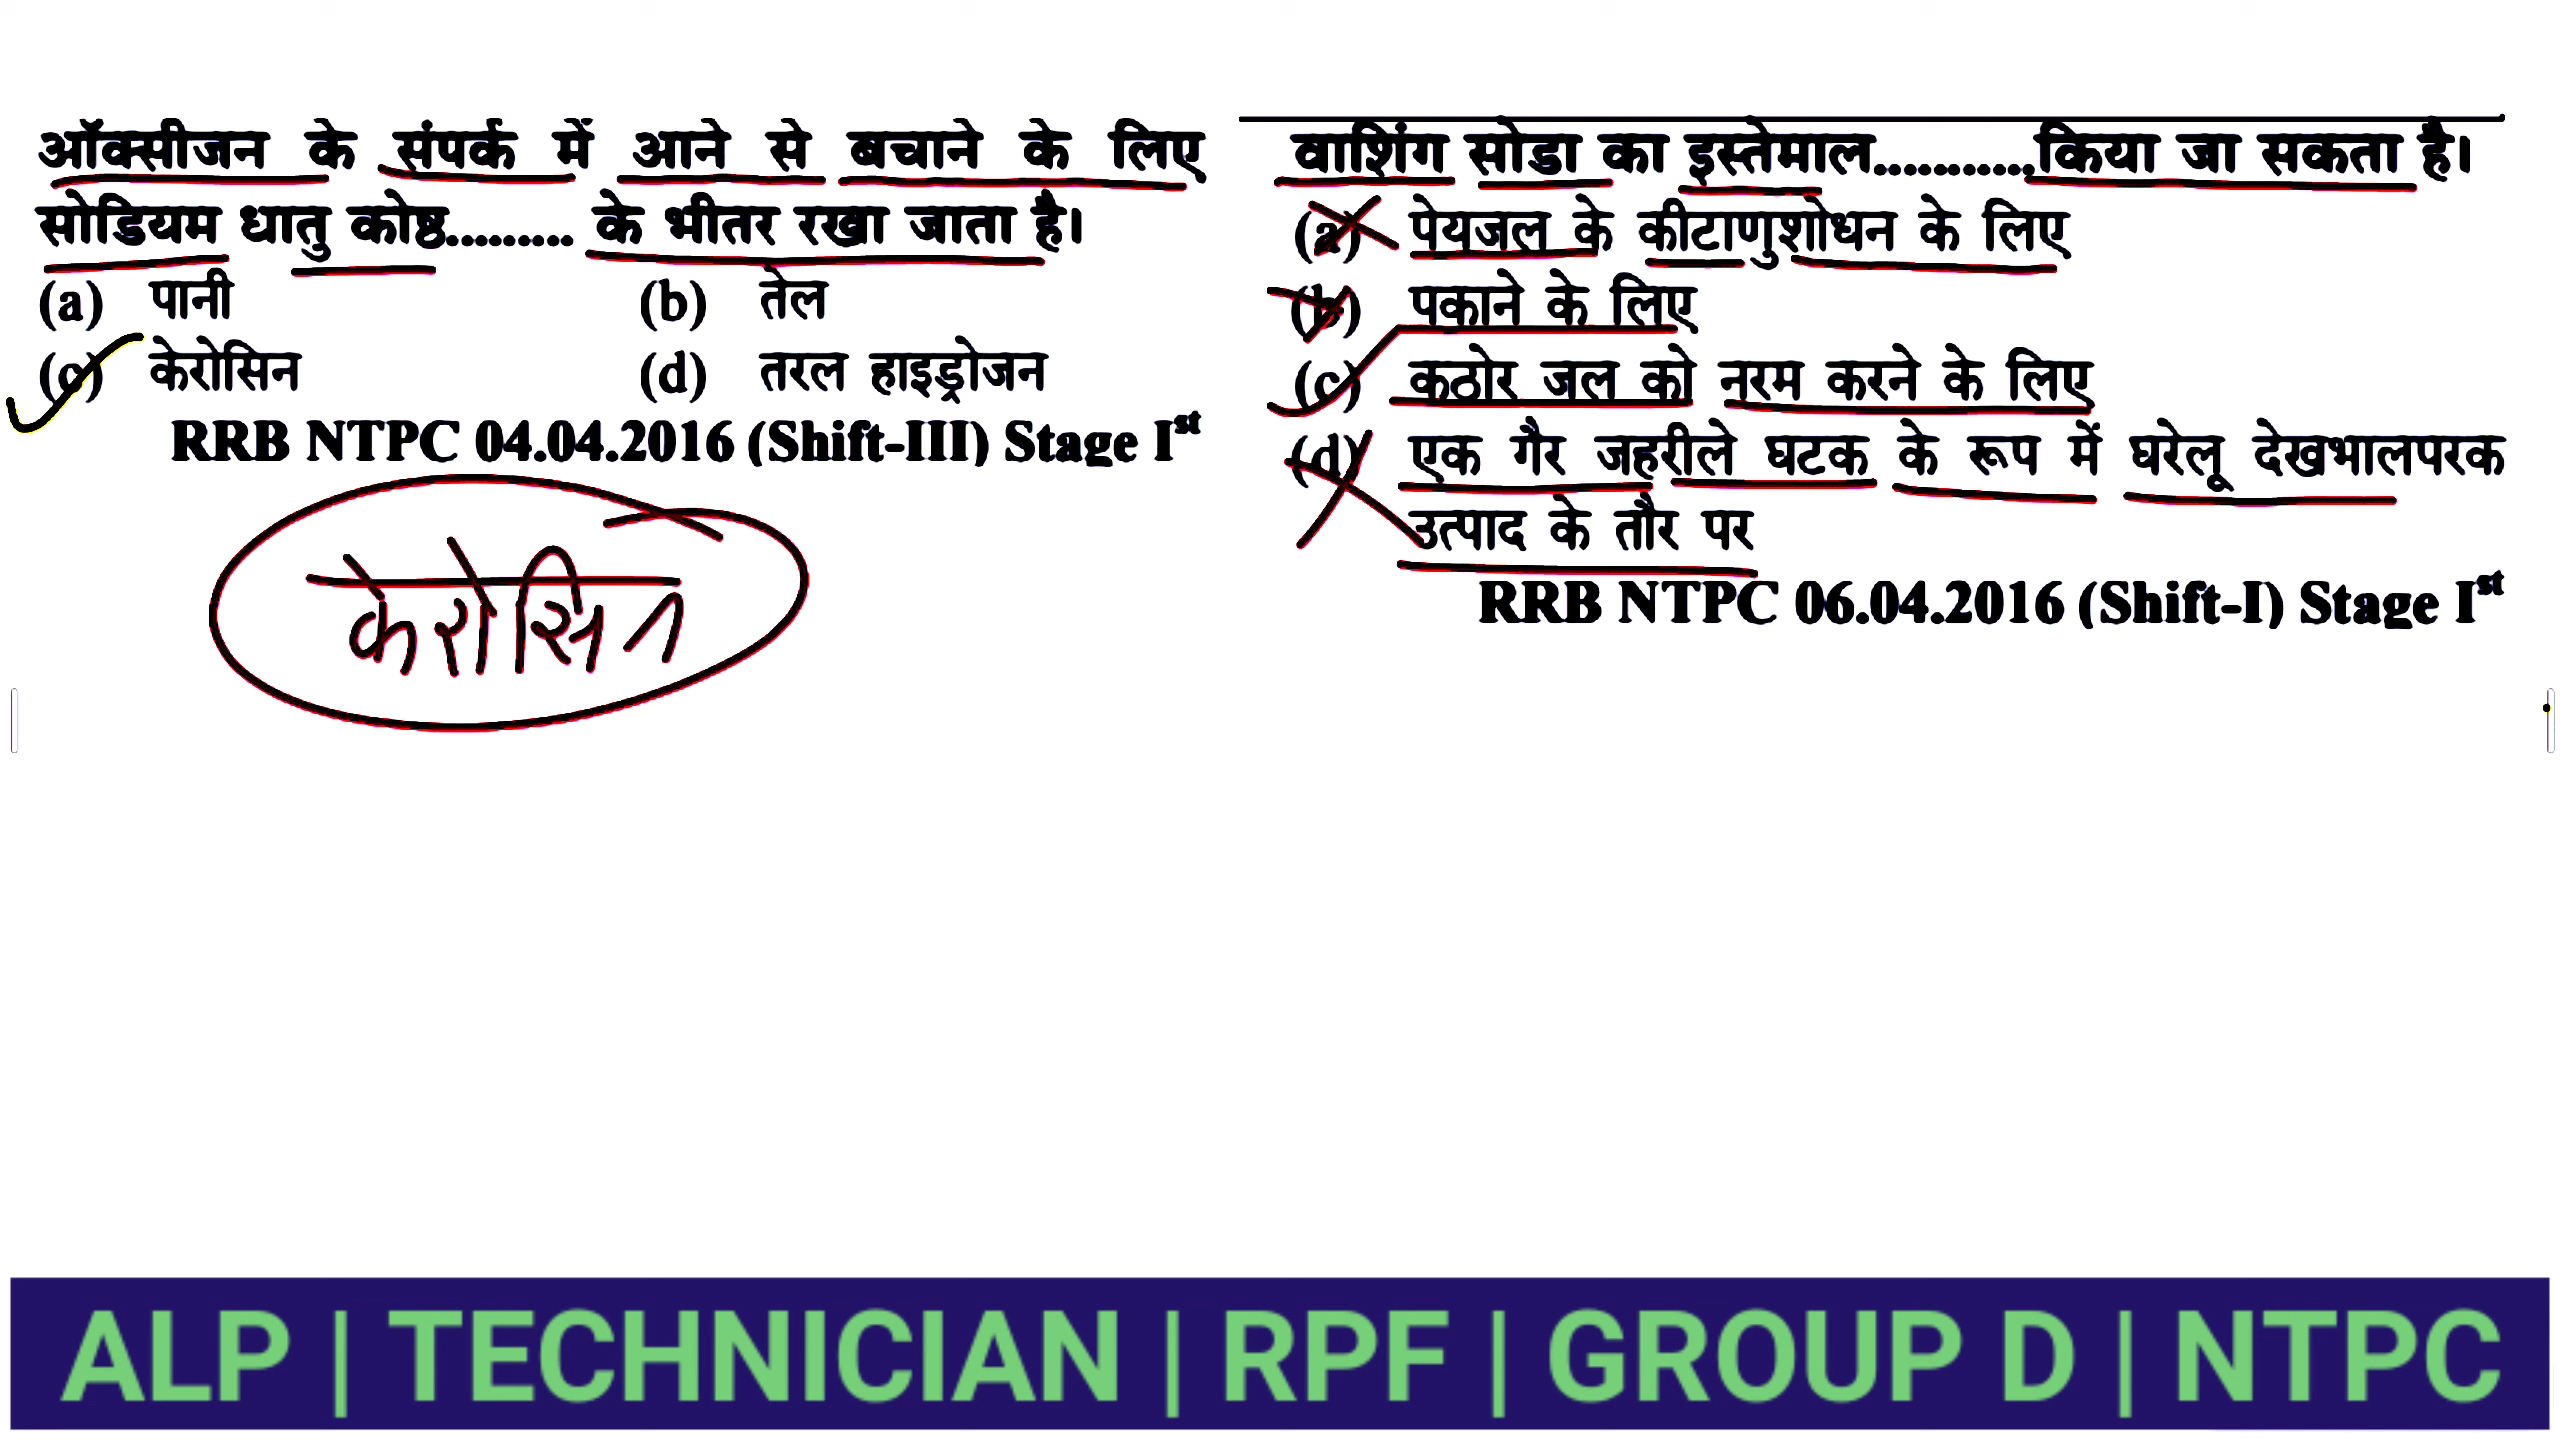 ऑक्सीजन के संपर्क में आने से बचाने के लिए
सोडियम धातु कोष्ठ......... के भीतर रखा जाता है।
(a) पानी (b) तेल
(c) केरोसिन (d) तरल हाइड्रोजन
RRB NTPC 04.04.2016 (Shift-III) Stage Ist
केरोसिन
वाशिंग सोडा का इस्तेमाल...........किया जा सकता है।
(a) पेयजल के कीटाणुशोधन के लिए
(b) पकाने के लिए
(c) कठोर जल को नरम करने के लिए
(d) एक गैर जहरीले घटक के रूप में घरेलू देखभालपरक
उत्पाद के तौर पर
RRB NTPC 06.04.2016 (Shift-I) Stage Ist
ALP | TECHNICIAN | RPF | GROUP D | NTPC